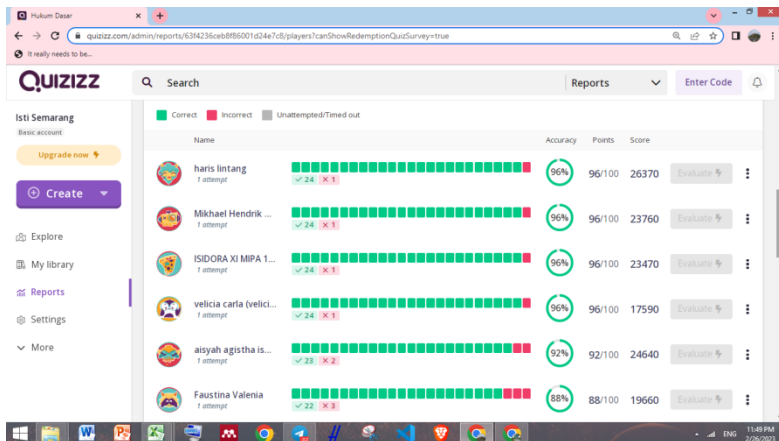 Hukum Dasar
quizizz.com/admin/reports/63f4236ceb8f86001d24e7c8/players?canShowRedemptionQuizSurvey=true
It really needs to be...
QUIZIZZ
Search
Reports
Enter Code
Isti Semarang
Basic account
Upgrade now
Create
Explore
My library
Reports
Settings
More
Correct Incorrect Unattempted/Timed out
Name Accuracy Points Score
haris lintang
1 attempt
24 1
96% 96/100 26370 Evaluate
Mikhael Hendrik ...
1 attempt
24 1
96% 96/100 23760 Evaluate
ISIDORA XI MIPA 1...
1 attempt
24 1
96% 96/100 23470 Evaluate
velicia carla (velici...
1 attempt
24 1
96% 96/100 17590 Evaluate
aisyah agistha is...
1 attempt
23 2
92% 92/100 24640 Evaluate
Faustina Valenia
1 attempt
22 3
88% 88/100 19660 Evaluate
ENG
11:49 PM
2/26/2023